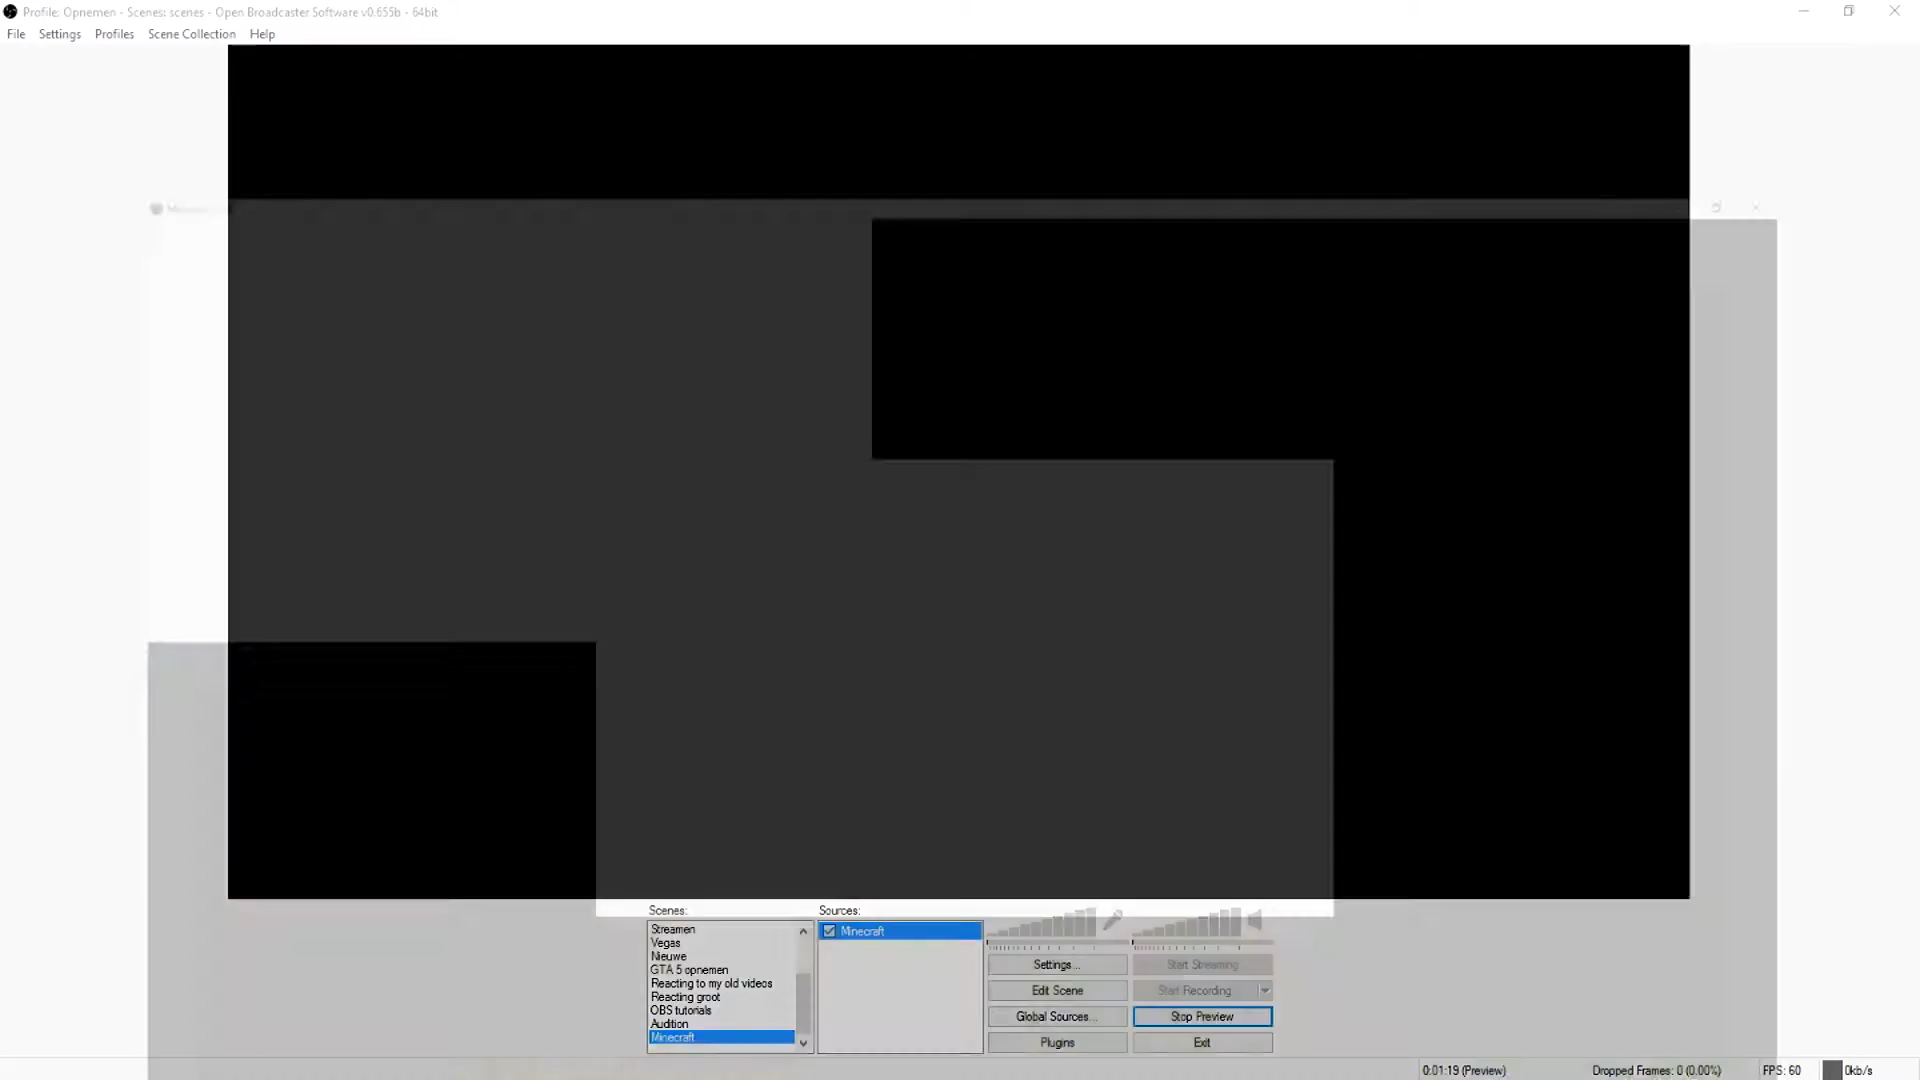 Profile: Opnemen - Scenes: scenes - Open Broadcaster Software v0.655b - 64bit
File Settings Profiles Scene Collection Help
Scenes: Sources:
Streamen
Vegas
Nieuwe
GTA 5 opnemen
Reacting to my old videos
Reacting groot
OBS tutorials
Audition
Minecraft
Minecraft
Settings... Start Streaming
Edit Scene Start Recording
Global Sources... Stop Preview
Plugins Exit
0:01:19 (Preview) Dropped Frames: 0 (0.00%) FPS: 60 0kb/s